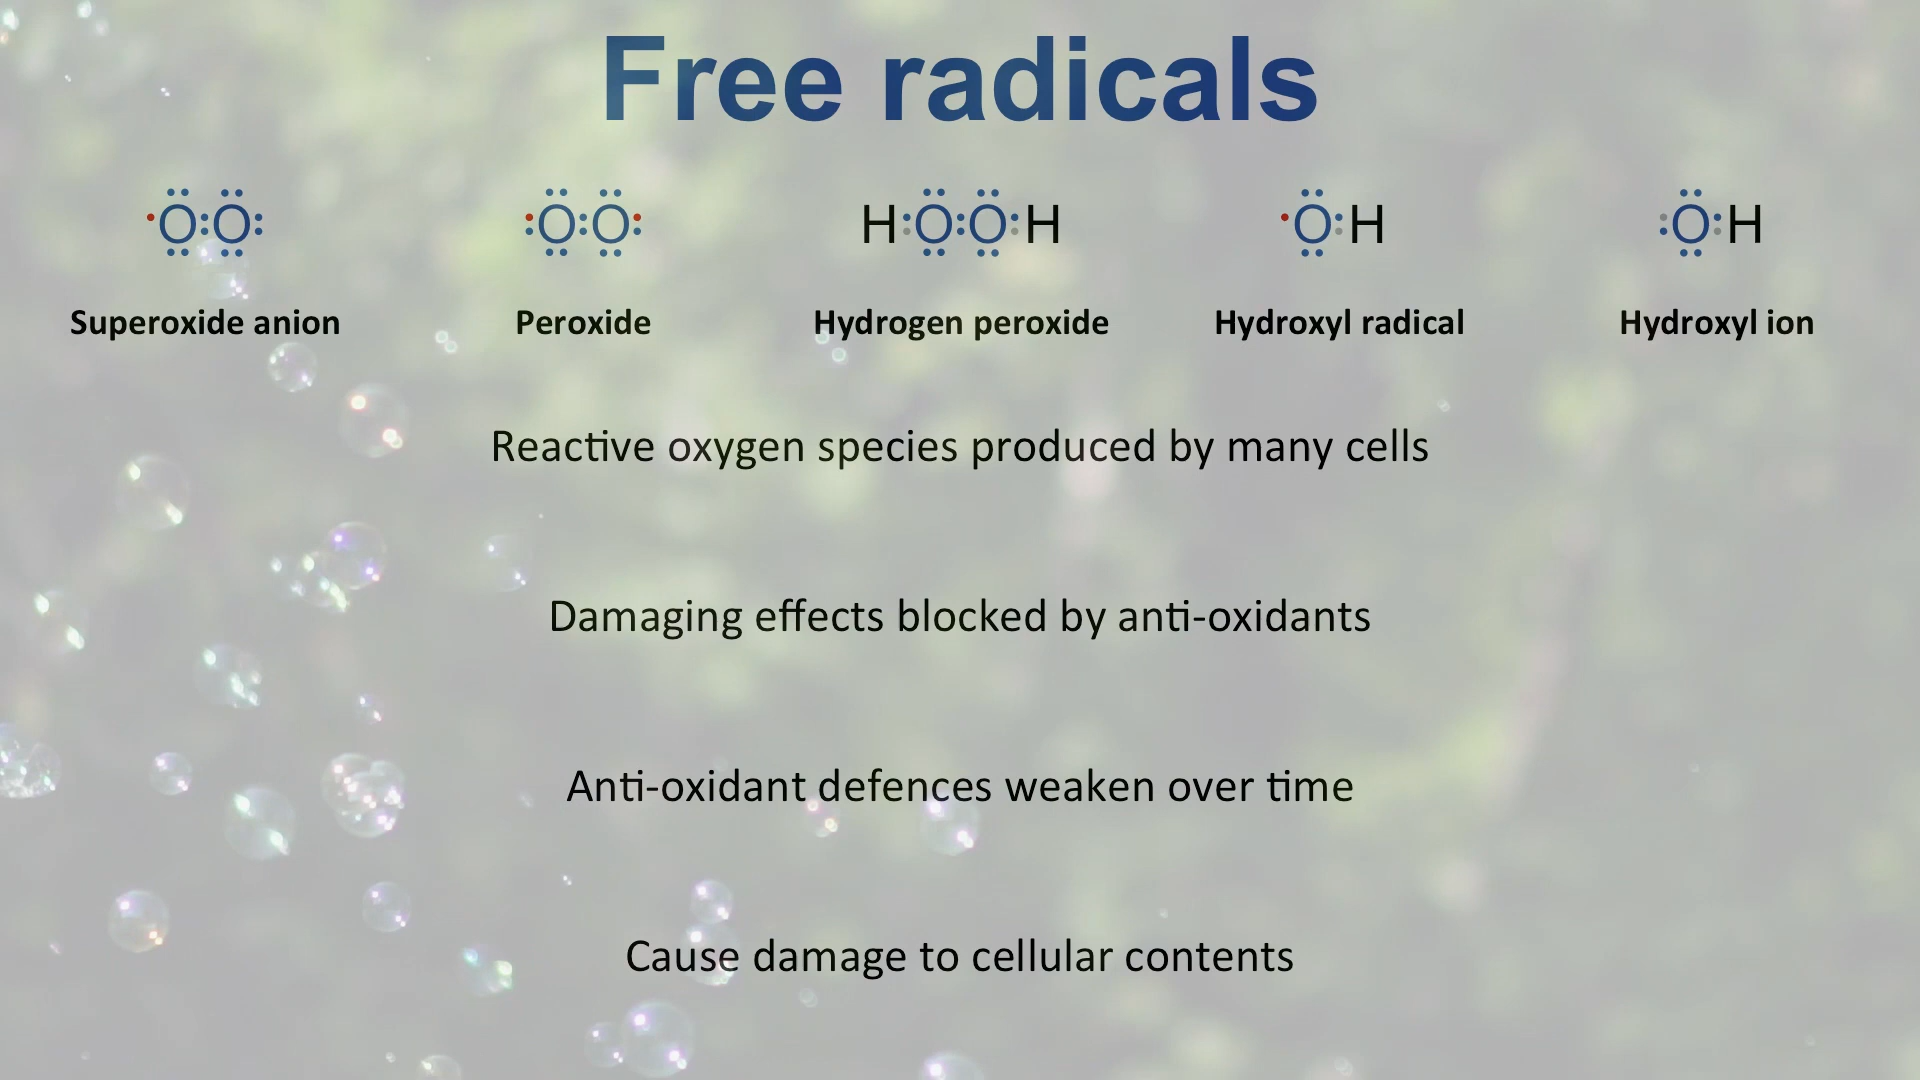 Free radicals
·O:O: :O:O: H:O:O:H ·O:H :O:H
Superoxide anion Peroxide Hydrogen peroxide Hydroxyl radical Hydroxyl ion
Reactive oxygen species produced by many cells
Damaging effects blocked by anti-oxidants
Anti-oxidant defences weaken over time
Cause damage to cellular contents